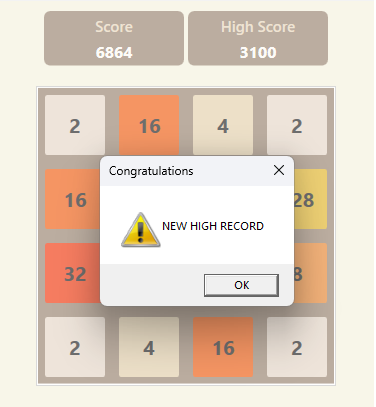 Score High Score
6864 3100
2 16 4 2
Congratulations
16 28
NEW HIGH RECORD
32 8
OK
2 4 16 2